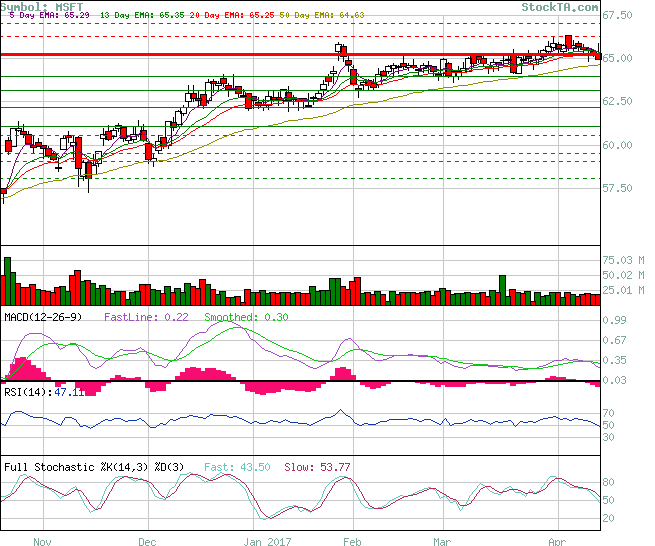 Symbol: MSFT
StockTA.com
5 Day EMA: 65.29 13 Day EMA: 65.35 20 Day EMA: 65.25 50 Day EMA: 64.63
67.50
65.00
62.50
60.00
57.50
75.03 M
50.02 M
25.01 M
MACD(12-26-9) FastLine: 0.22 Smoothed: 0.30
0.99
0.67
0.35
0.03
RSI(14):47.11
70
50
30
Full Stochastic %K(14,3) %D(3) Fast: 43.50 Slow: 53.77
80
50
20
Nov Dec Jan 2017 Feb Mar Apr